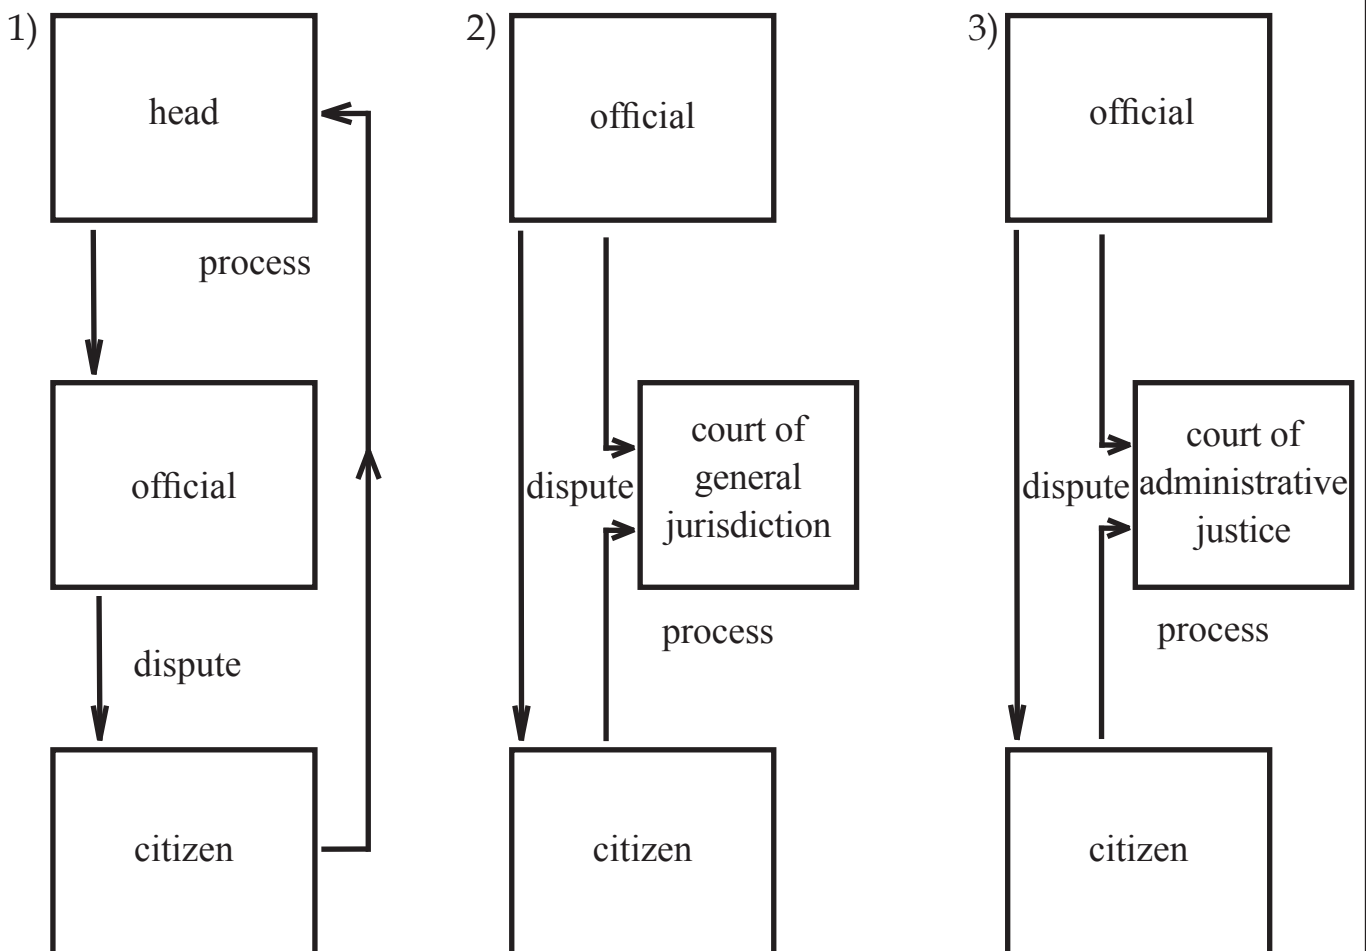 1)
head
process
official
dispute
citizen
2)
official
court of
general
jurisdiction
dispute
process
citizen
3)
official
court of
administrative
justice
dispute
process
citizen